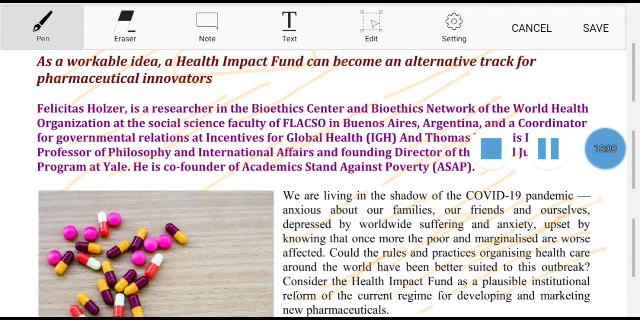 Pen Eraser Note Text Edit Setting CANCEL SAVE
As a workable idea, a Health Impact Fund can become an alternative track for
pharmaceutical innovators
Felicitas Holzer, is a researcher in the Bioethics Center and Bioethics Network of the World Health
Organization at the social science faculty of FLACSO in Buenos Aires, Argentina, and a Coordinator
for governmental relations at Incentives for Global Health (IGH) And Thomas is
Professor of Philosophy and International Affairs and founding Director of
Program at Yale. He is co-founder of Academics Stand Against Poverty (ASAP).
We are living in the shadow of the COVID-19 pandemic —
anxious about our families, our friends and ourselves,
depressed by worldwide suffering and anxiety, upset by
knowing that once more the poor and marginalised are worse
affected. Could the rules and practices organising health care
around the world have been better suited to this outbreak?
Consider the Health Impact Fund as a plausible institutional
reform of the current regime for developing and marketing
new pharmaceuticals.